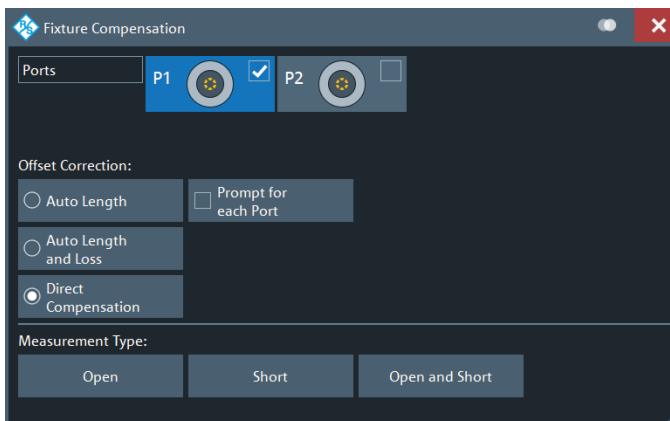 Fixture Compensation
Ports
P1
P2
Offset Correction:
Auto Length
Prompt for
each Port
Auto Length
and Loss
Direct
Compensation
Measurement Type:
Open
Short
Open and Short